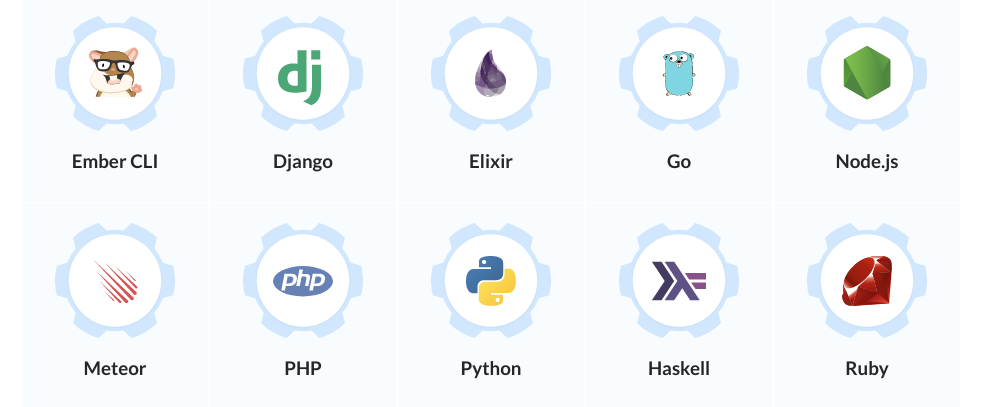 dj
Ember CLI
Django
Elixir
Go
Node.js
php
Meteor
PHP
Python
Haskell
Ruby